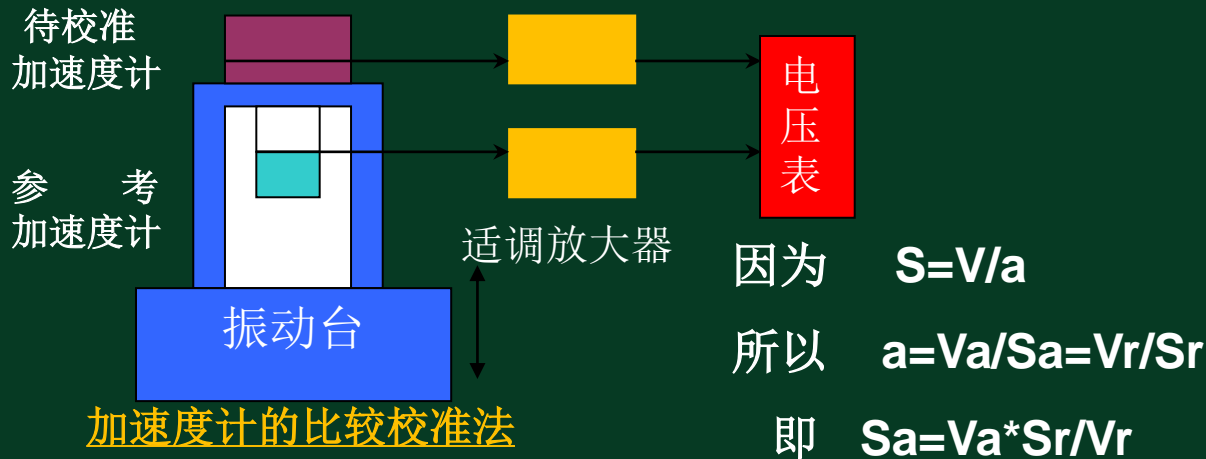 待校准
加速度计
参 考
加速度计
适调放大器
电
压
表
振动台
加速度计的比较校准法
因为 S=V/a
所以 a=Va/Sa=Vr/Sr
即 Sa=Va*Sr/Vr